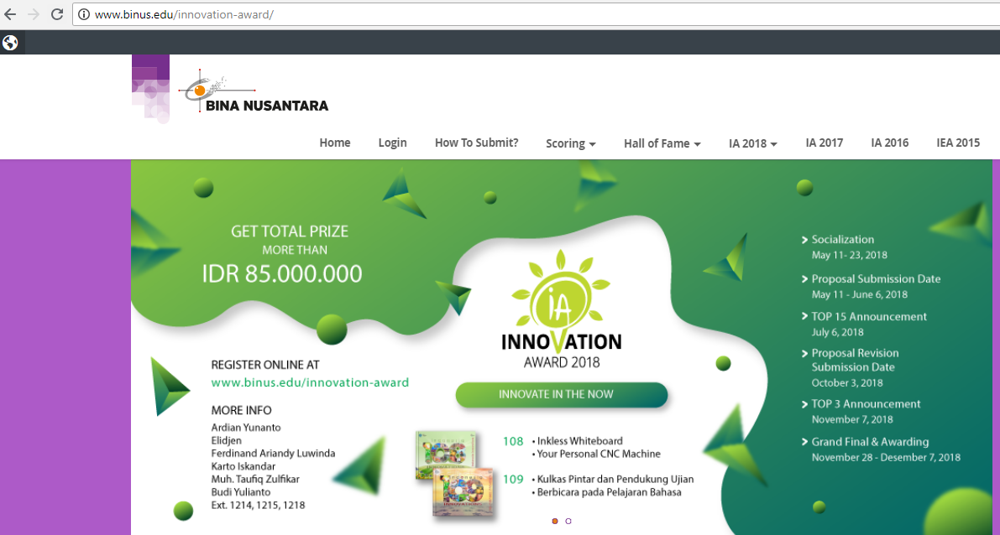 www.binus.edu/innovation-award/
BINA NUSANTARA
Home Login How To Submit? Scoring Hall of Fame IA 2018 IA 2017 IA 2016 IEA 2015
GET TOTAL PRIZE
MORE THAN
IDR 85.000.000
REGISTER ONLINE AT
www.binus.edu/innovation-award
MORE INFO
Ardian Yunanto
Elidjen
Ferdinand Ariandy Luwinda
Karto Iskandar
Muh. Taufiq Zulfikar
Budi Yulianto
Ext. 1214, 1215, 1218
iA
INNOVATION
AWARD 2018
INNOVATE IN THE NOW
108 • Inkless Whiteboard
• Your Personal CNC Machine
109 • Kulkas Pintar dan Pendukung Ujian
• Berbicara pada Pelajaran Bahasa
Socialization
May 11- 23, 2018
Proposal Submission Date
May 11 - June 6, 2018
TOP 15 Announcement
July 6, 2018
Proposal Revision
Submission Date
October 3, 2018
TOP 3 Announcement
November 7, 2018
Grand Final & Awarding
November 28 - Desember 7, 2018